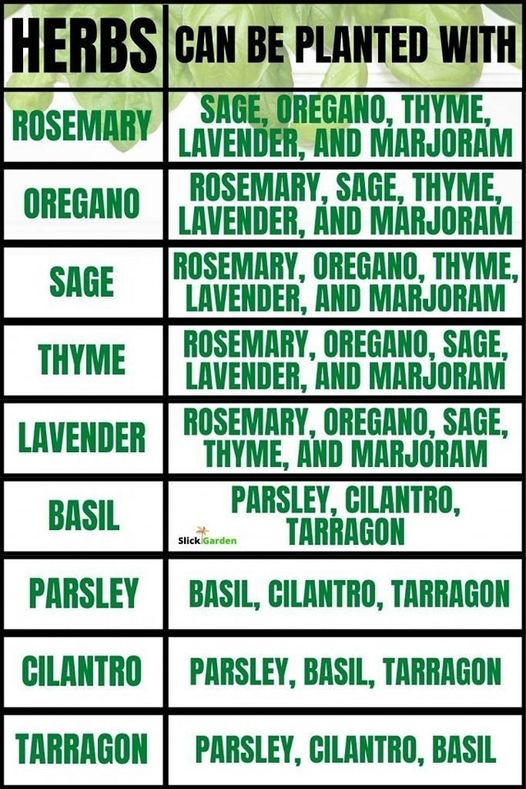 HERBS
CAN BE PLANTED WITH
ROSEMARY
SAGE, OREGANO, THYME,
LAVENDER, AND MARJORAM
OREGANO
ROSEMARY, SAGE, THYME,
LAVENDER, AND MARJORAM
SAGE
ROSEMARY, OREGANO, THYME,
LAVENDER, AND MARJORAM
THYME
ROSEMARY, OREGANO, SAGE,
LAVENDER, AND MARJORAM
LAVENDER
ROSEMARY, OREGANO, SAGE,
THYME, AND MARJORAM
BASIL
PARSLEY, CILANTRO,
TARRAGON
Slick Garden
PARSLEY
BASIL, CILANTRO, TARRAGON
CILANTRO
PARSLEY, BASIL, TARRAGON
TARRAGON
PARSLEY, CILANTRO, BASIL